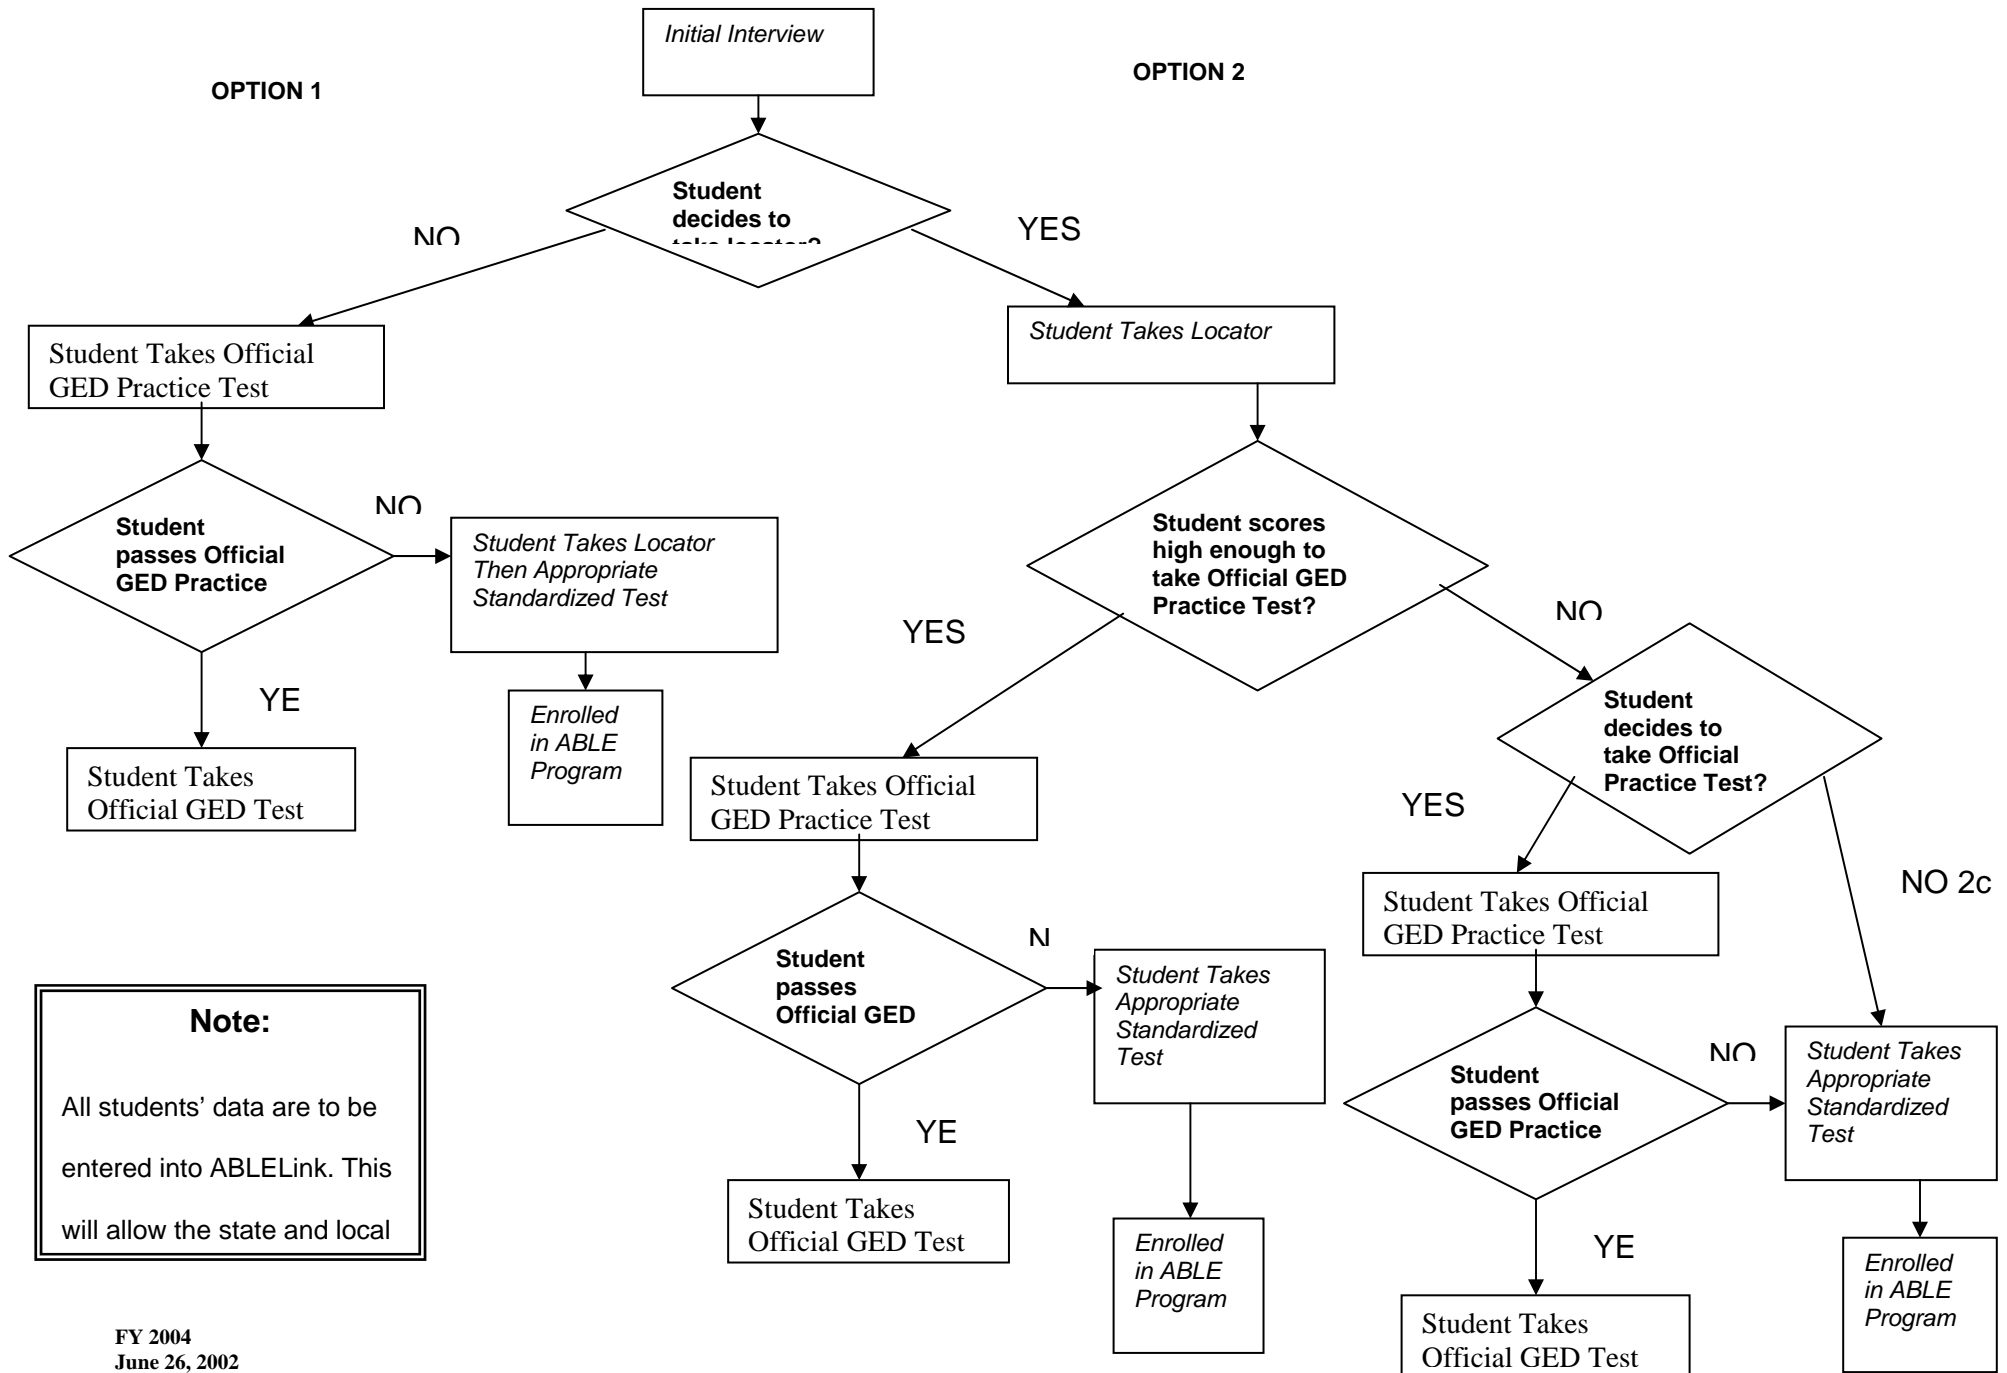 Initial Interview
OPTION 1
OPTION 2
Student
decides to
take locator?
NO
YES
Student Takes Official
GED Practice Test
Student Takes Locator
Student
passes Official
GED Practice
NO
Student Takes Locator
Then Appropriate
Standardized Test
YE
Enrolled
in ABLE
Program
Student Takes
Official GED Test
Student scores
high enough to
take Official GED
Practice Test?
YES
NO
Student Takes Official
GED Practice Test
Student
decides to
take Official
Practice Test?
YES
NO 2c
Student
passes
Official GED
N
Student Takes
Appropriate
Standardized
Test
YE
Student Takes
Official GED Test
Enrolled
in ABLE
Program
Student Takes Official
GED Practice Test
Student
passes Official
GED Practice
NO
Student Takes
Appropriate
Standardized
Test
YE
Student Takes
Official GED Test
Enrolled
in ABLE
Program
Note:
All students’ data are to be
entered into ABLELink. This
will allow the state and local
FY 2004
June 26, 2002